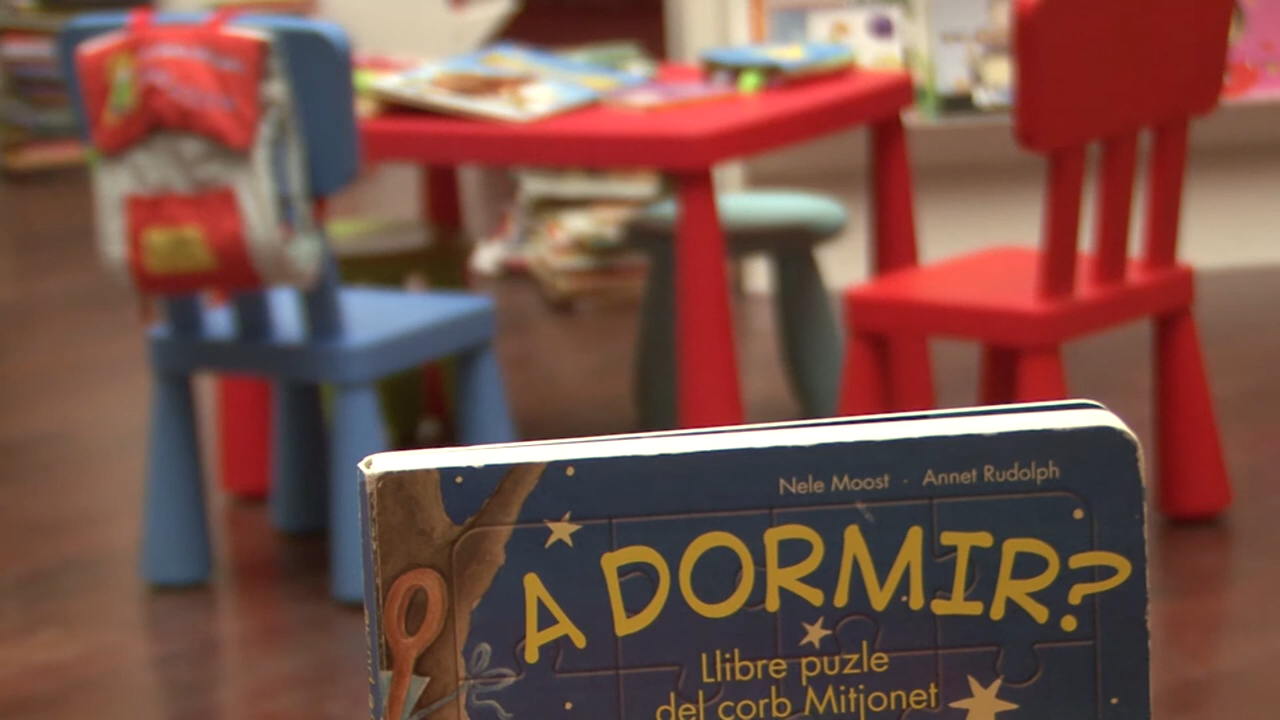 Nele Moost · Annet Rudolph
A DORMIR?
Llibre puzle
del corb Mitjonet